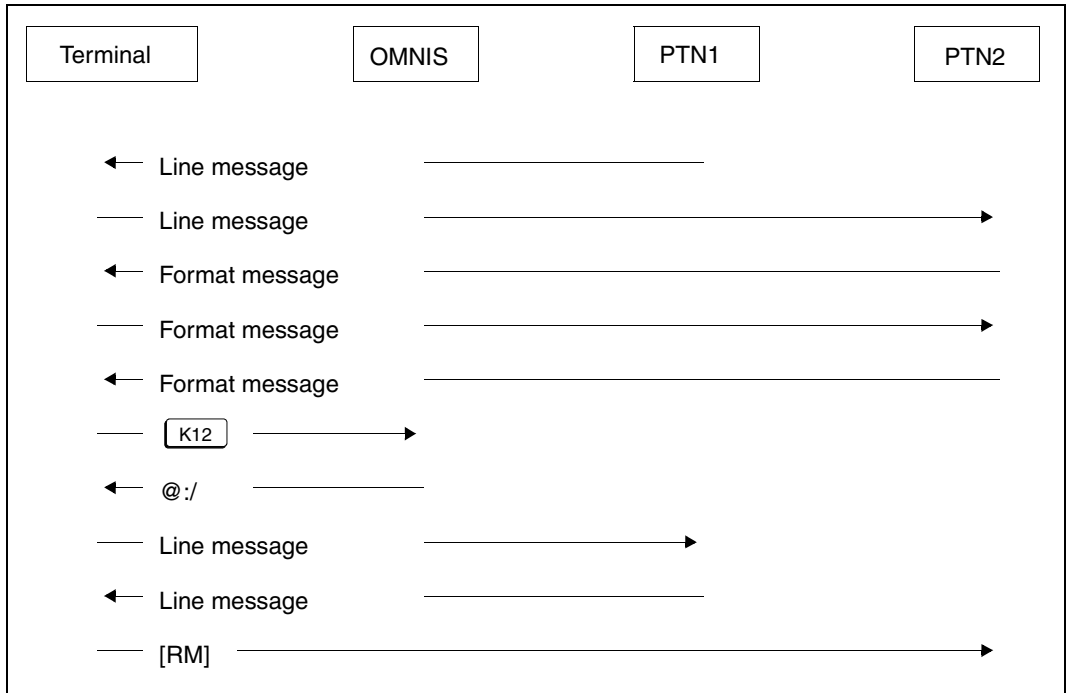 Terminal OMNIS PTN1 PTN2
Line message
Line message
Format message
Format message
Format message
K12
@:/
Line message
Line message
[RM]